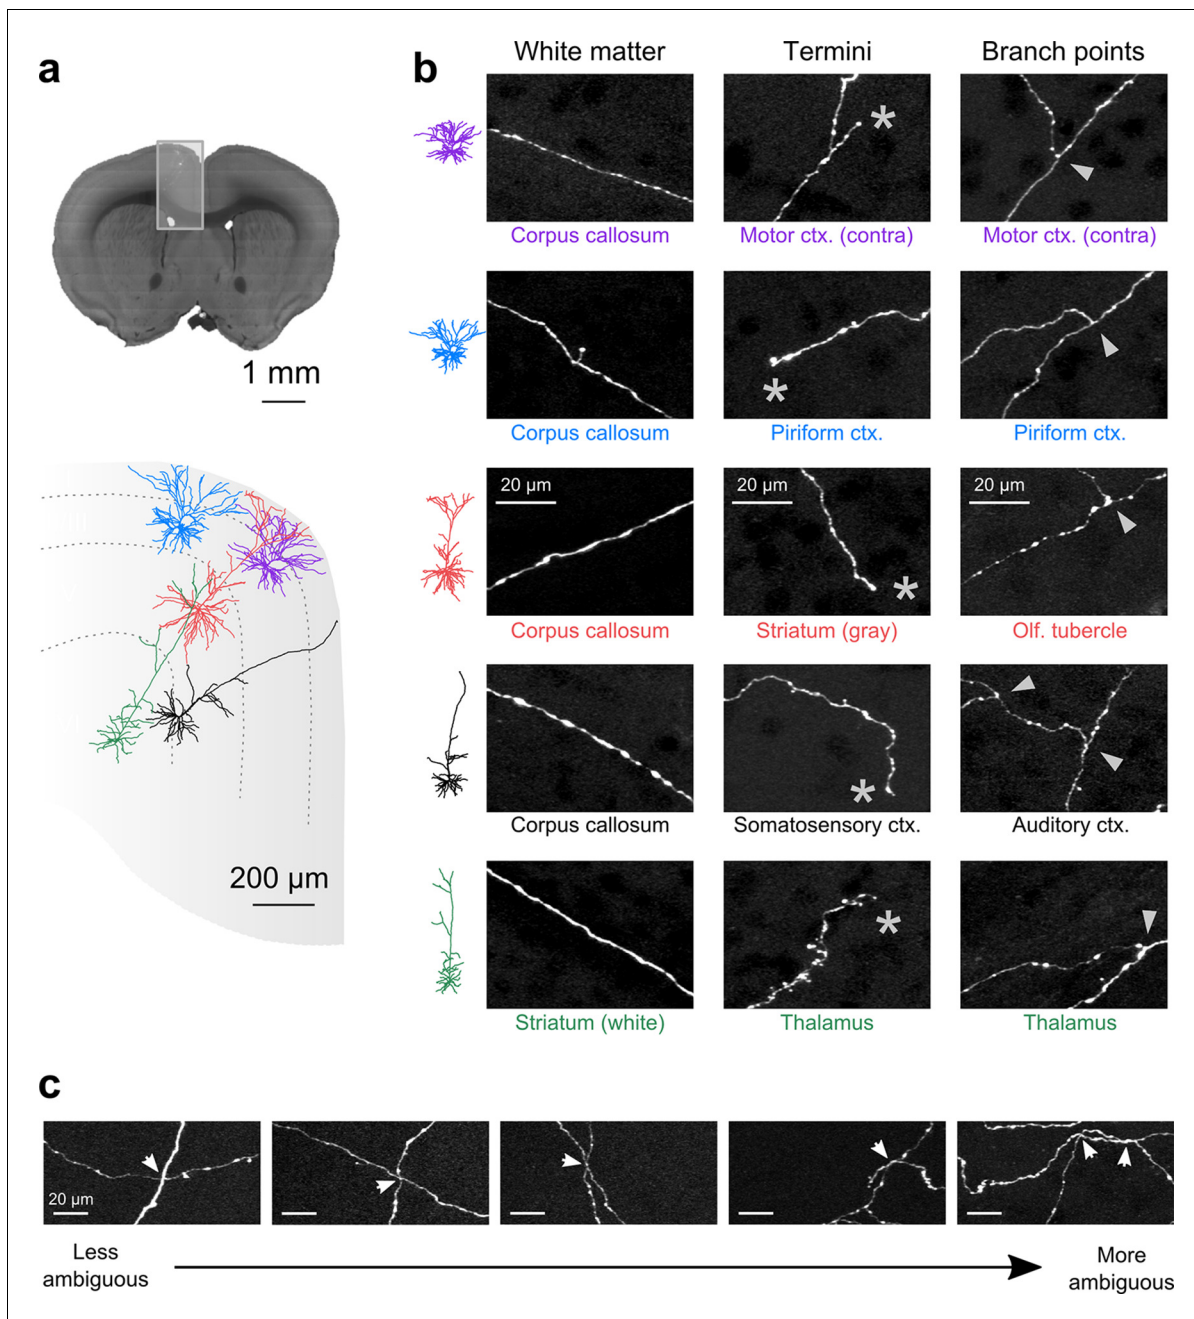 a
b
White matter
Termini
Branch points
Corpus callosum
Motor ctx. (contra)
Motor ctx. (contra)
1 mm
Corpus callosum
Piriform ctx.
Piriform ctx.
20 µm
20 µm
20 µm
Corpus callosum
Striatum (gray)
Olf. tubercle
200 µm
Corpus callosum
Somatosensory ctx.
Auditory ctx.
Striatum (white)
Thalamus
Thalamus
c
20 µm
Less
ambiguous
More
ambiguous